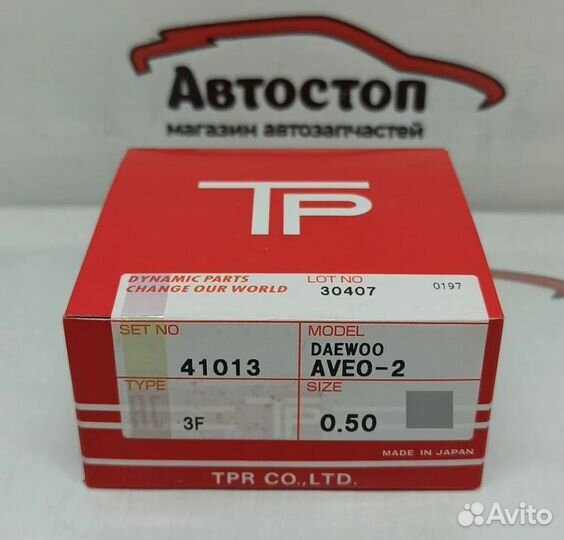 Автостоп
магазин автозапчастей
TP
DYNAMIC PARTS
CHANGE OUR WORLD
LOT NO
30407
0197
SET NO
41013
MODEL
DAEWOO
AVEO-2
TYPE
3F
SIZE
0.50
TP
MADE IN JAPAN
TPR CO.,LTD.
Avito